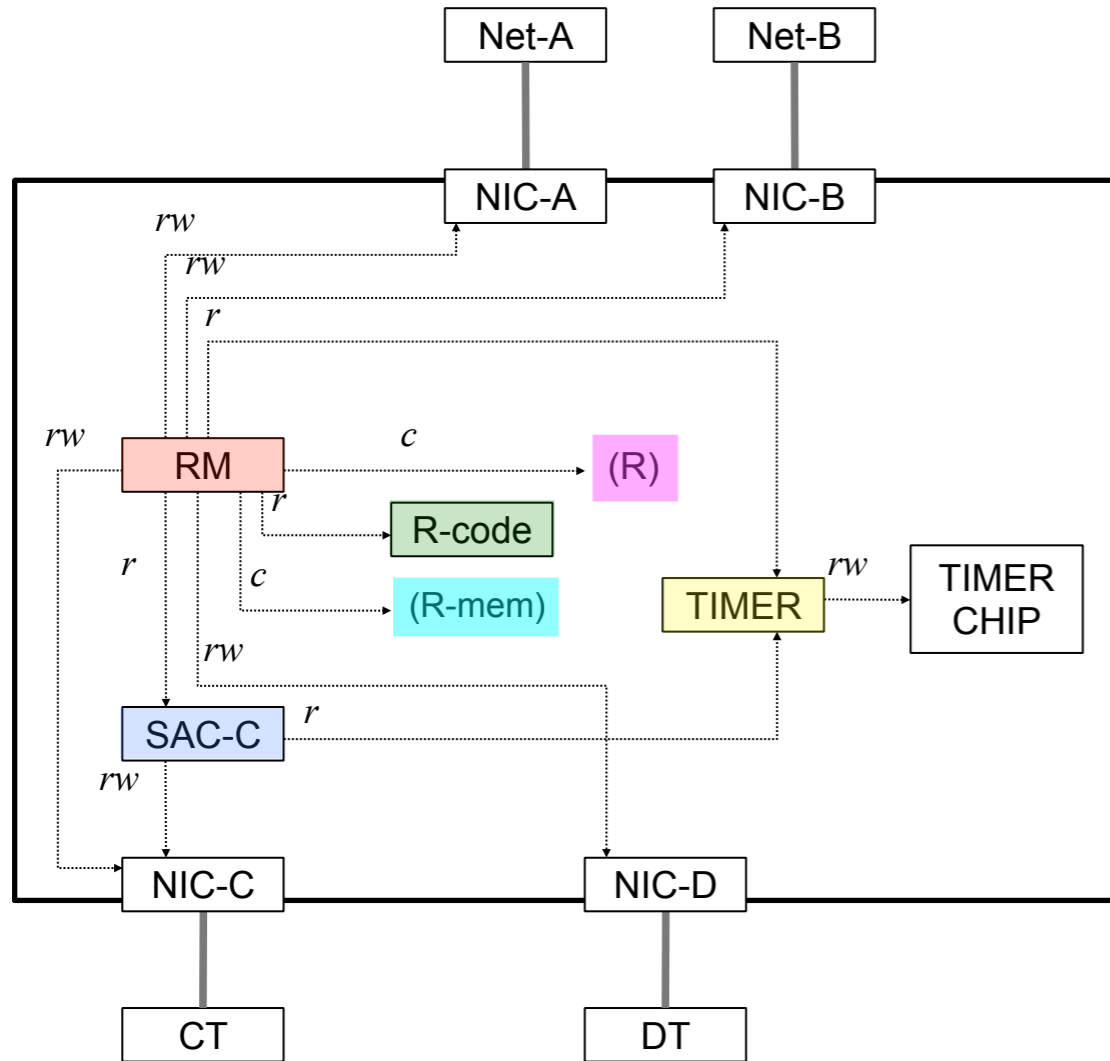 Net-A
Net-B
NIC-A
NIC-B
rw
rw
r
rw
RM
c
(R)
r
R-code
r
c
(R-mem)
TIMER
rw
TIMER
CHIP
rw
SAC-C
r
rw
NIC-C
NIC-D
CT
DT